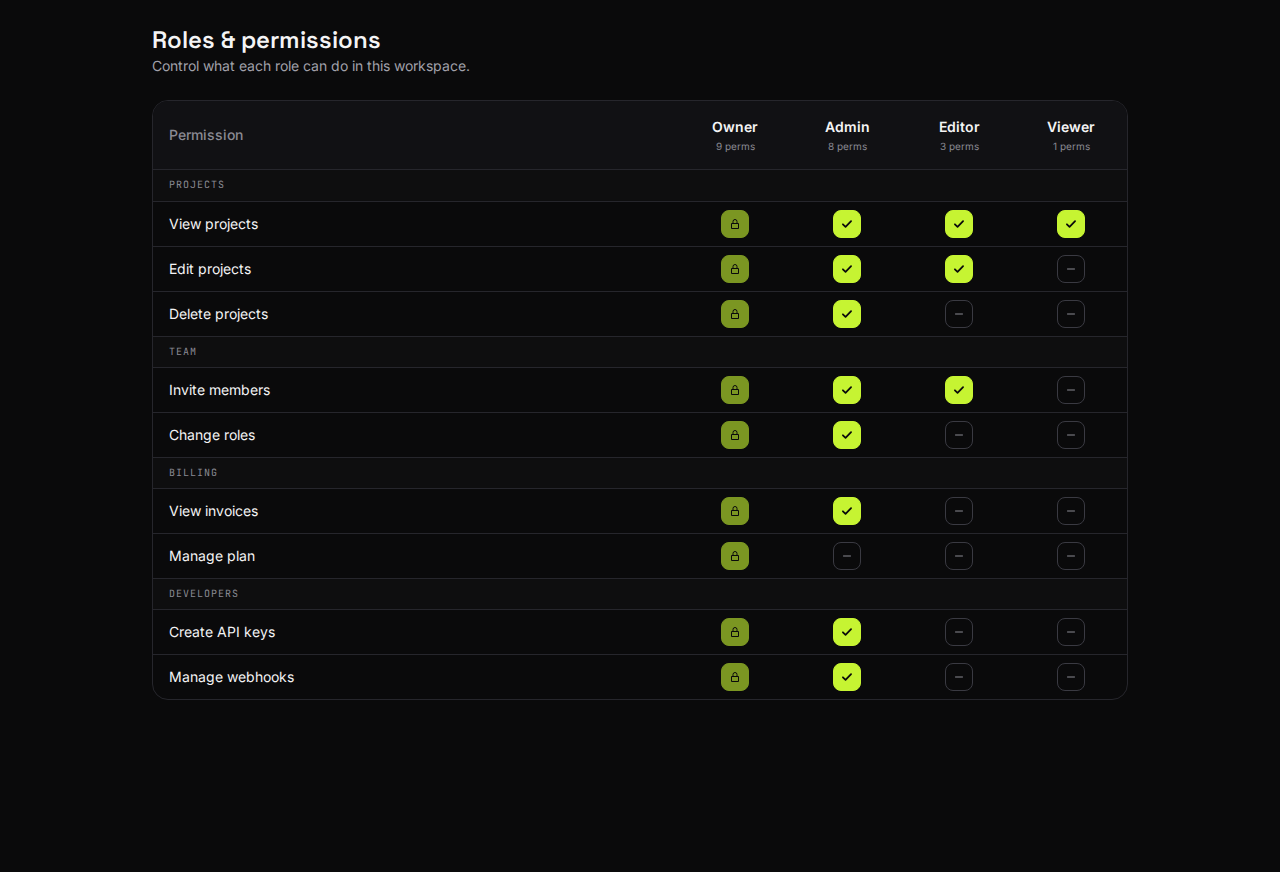 Roles & permissions
Control what each role can do in this workspace.
Permission Owner Admin Editor Viewer
9 perms 8 perms 3 perms 1 perms
PROJECTS
View projects
Edit projects
Delete projects
TEAM
Invite members
Change roles
BILLING
View invoices
Manage plan
DEVELOPERS
Create API keys
Manage webhooks